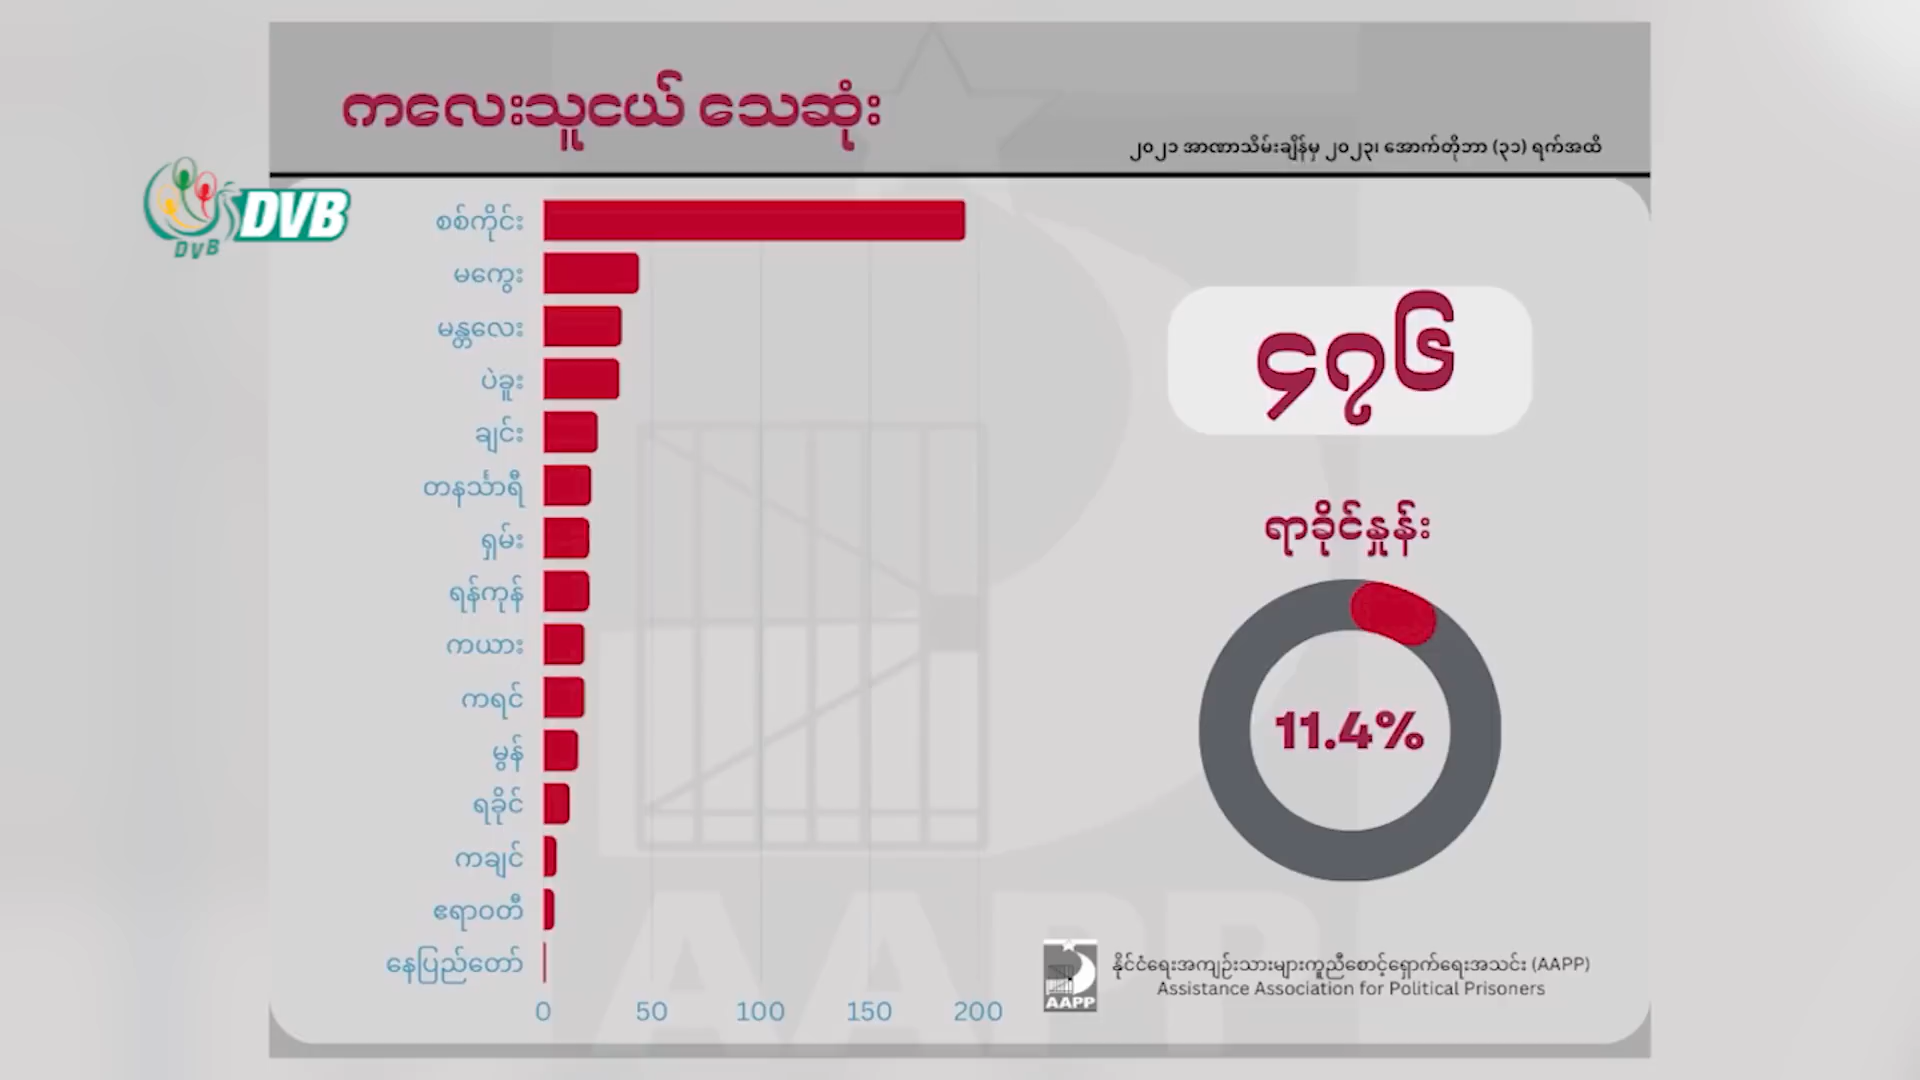 ကလေးသူငယ် သေဆုံး
၂၀၂၁ အာဏာသိမ်းချိန်မှ ၂၀၂၃၊ အောက်တိုဘာ (၃၁) ရက်အထိ
DVB
DVB
စစ်ကိုင်း
မကွေး
မန္တလေး
ပဲခူး
ချင်း
တနင်္သာရီ
ရှမ်း
ရန်ကုန်
ကယား
ကရင်
မွန်
ရခိုင်
ကချင်
ဧရာဝတီ
နေပြည်တော်
0 50 100 150 200
၄၇၆
ရာခိုင်နှုန်း
11.4%
AAPP
နိုင်ငံရေးအကျဉ်းသားများကူညီစောင့်ရှောက်ရေးအသင်း (AAPP)
Assistance Association for Political Prisoners
AAPP